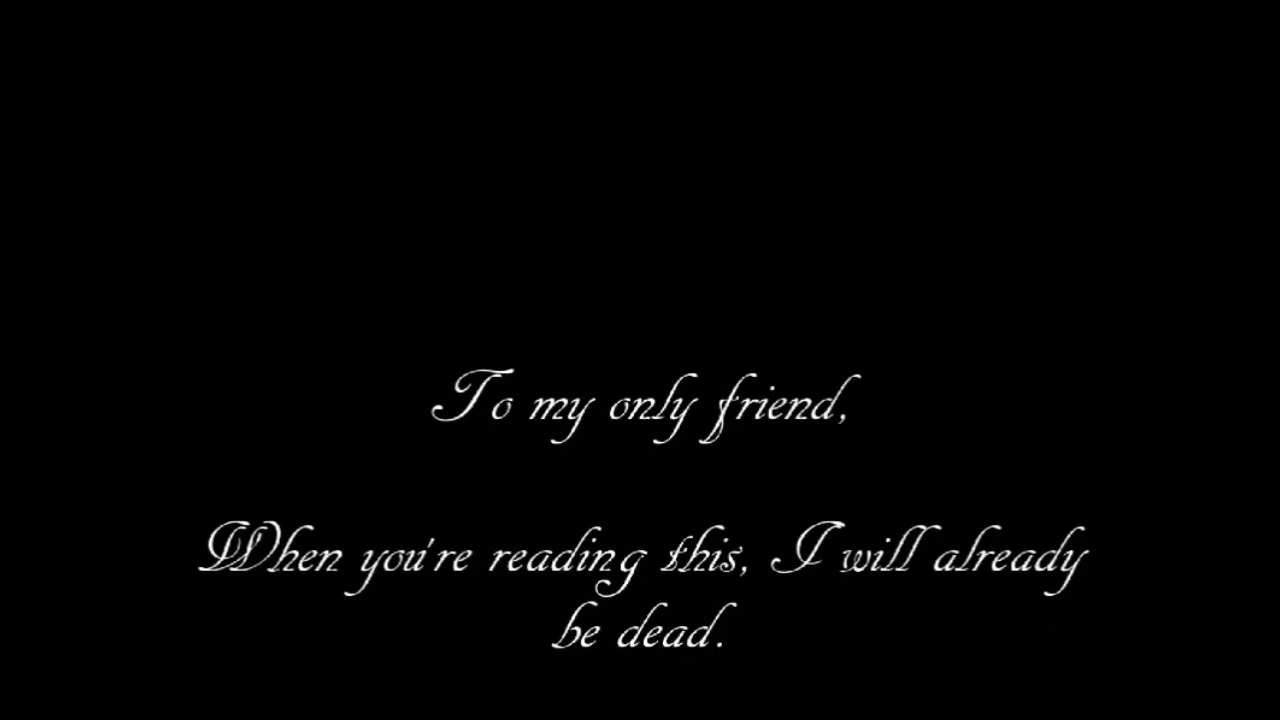 To my only friend,
When you're reading this, I will already
be dead.